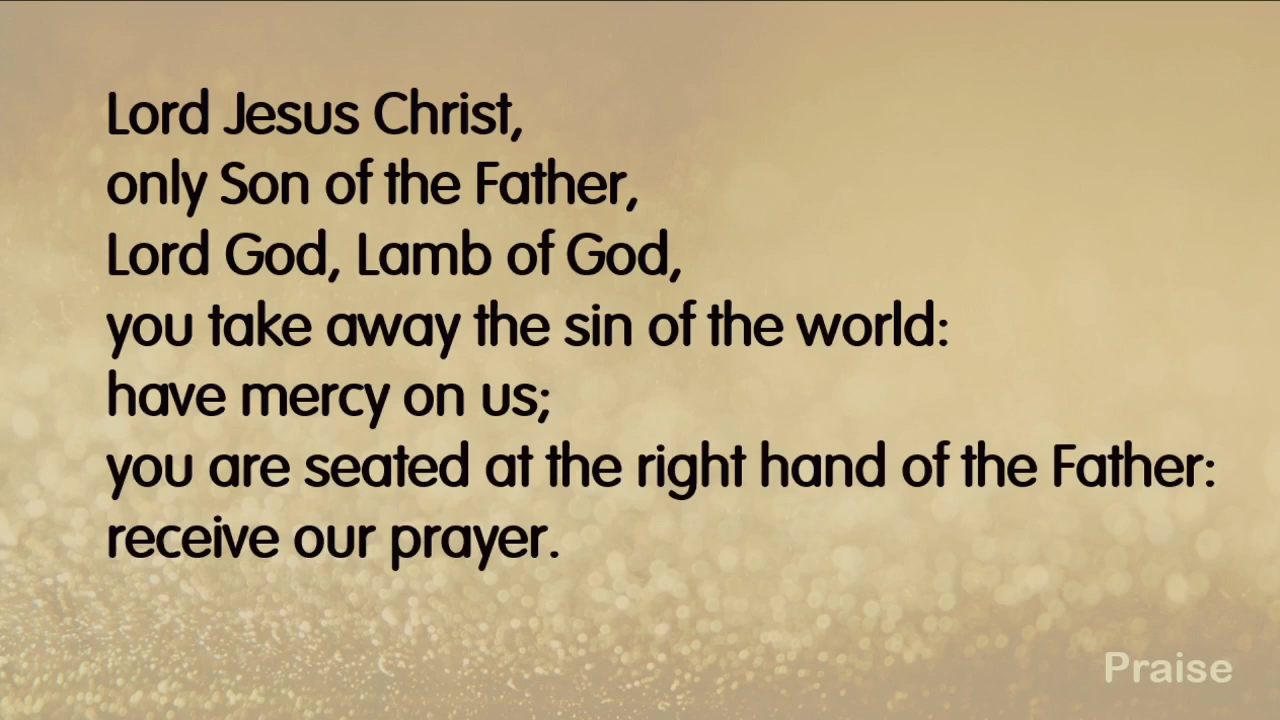 Lord Jesus Christ,
only Son of the Father,
Lord God, Lamb of God,
you take away the sin of the world:
have mercy on us;
you are seated at the right hand of the Father:
receive our prayer.
Praise